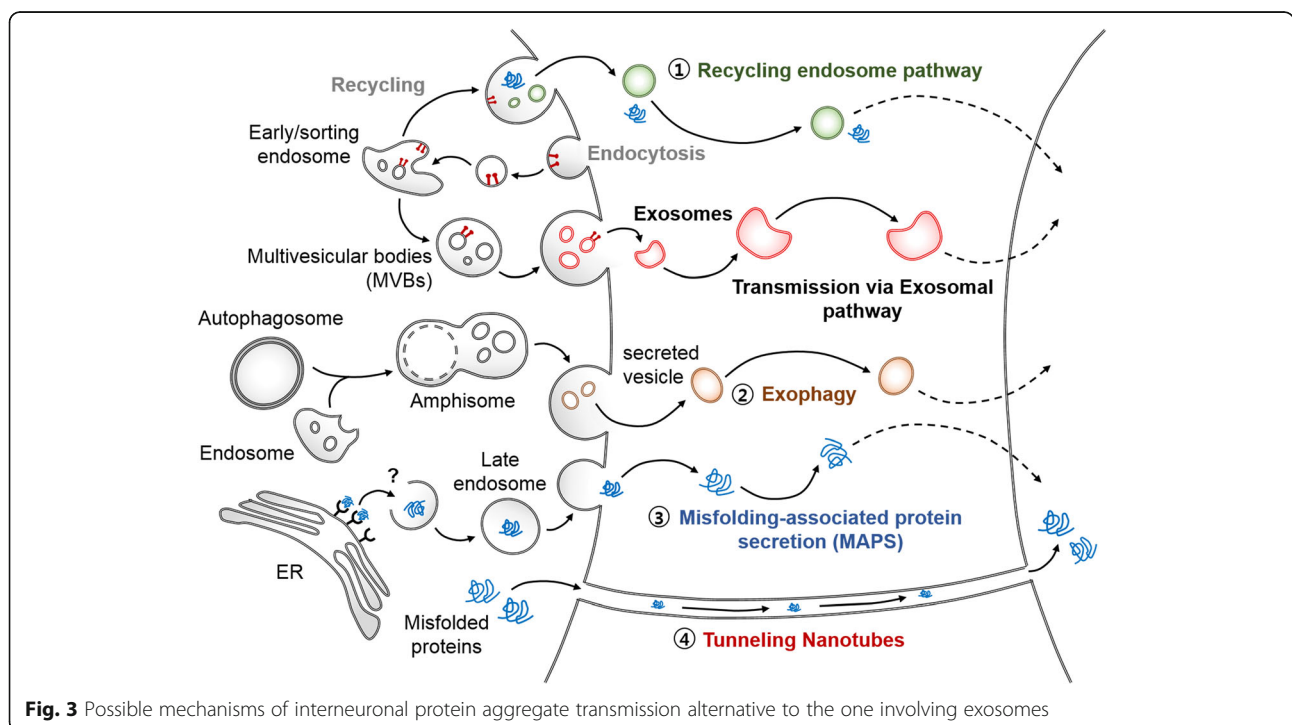 ① Recycling endosome pathway
Recycling
Early/sorting
endosome
Endocytosis
Exosomes
Multivesicular bodies
(MVBs)
Transmission via Exosomal
pathway
Autophagosome
secreted
vesicle
② Exophagy
Amphisome
Endosome
Late
endosome
?
③ Misfolding-associated protein
secretion (MAPS)
ER
Misfolded
proteins
④ Tunneling Nanotubes
Fig. 3 Possible mechanisms of interneuronal protein aggregate transmission alternative to the one involving exosomes